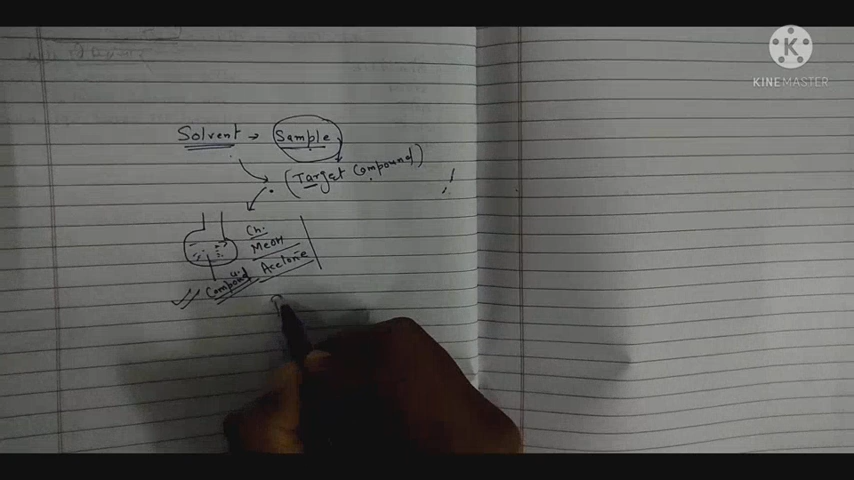 Solvent → Sample
(Target Compound)
Ch.
MeOH
Acetone
Compound
KINEMASTER